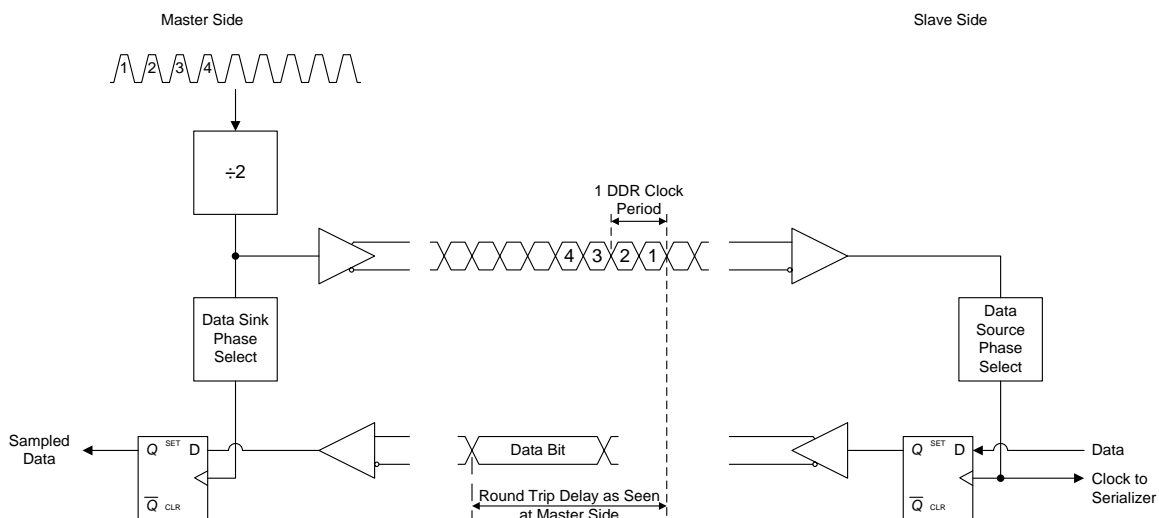 Master Side
Slave Side
1 2 3 4
÷2
1 DDR Clock
Period
4 3 2 1
Data Sink
Phase
Select
Data
Source
Phase
Select
Sampled
Data
Q SET D
Q CLR
Data Bit
Q SET D
Q CLR
Data
Clock to
Serializer
Round Trip Delay as Seen
at Master Side